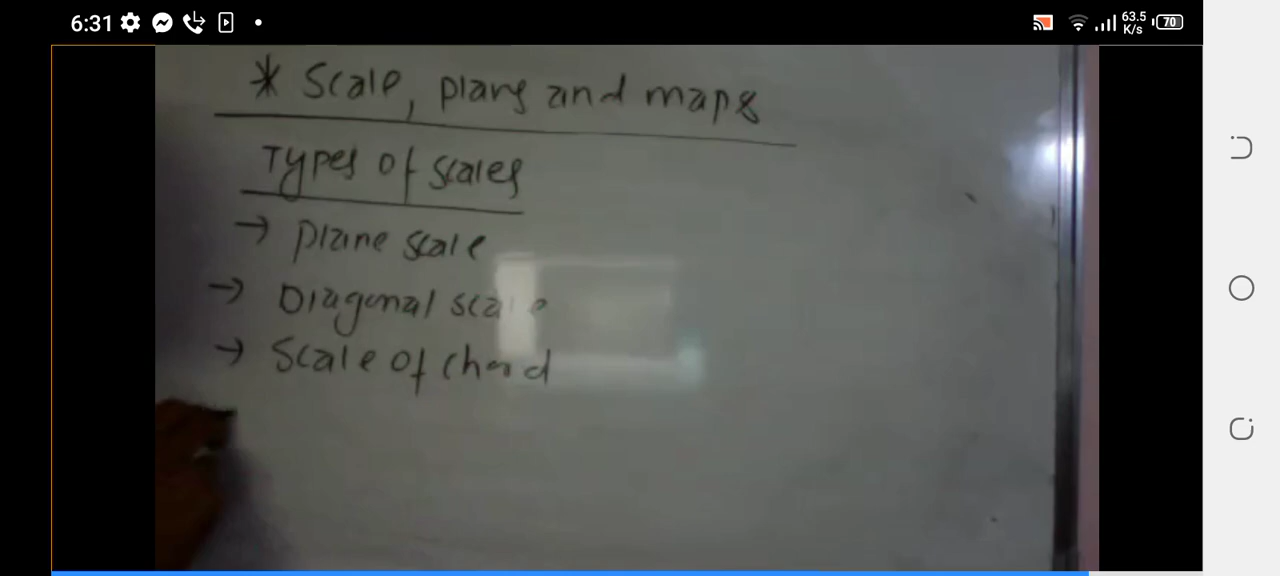 6:31
63.5
K/s
70
* Scale, plans and maps
Types of scales
→ plane scale
→ Diagonal scale
→ Scale of chord